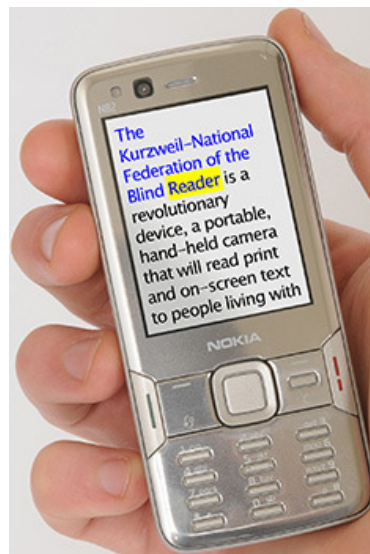 N82
The
Kurzweil-National
Federation of the
Blind Reader is a
revolutionary
device, a portable,
hand-held camera
that will read print
and on-screen text
to people living with
NOKIA